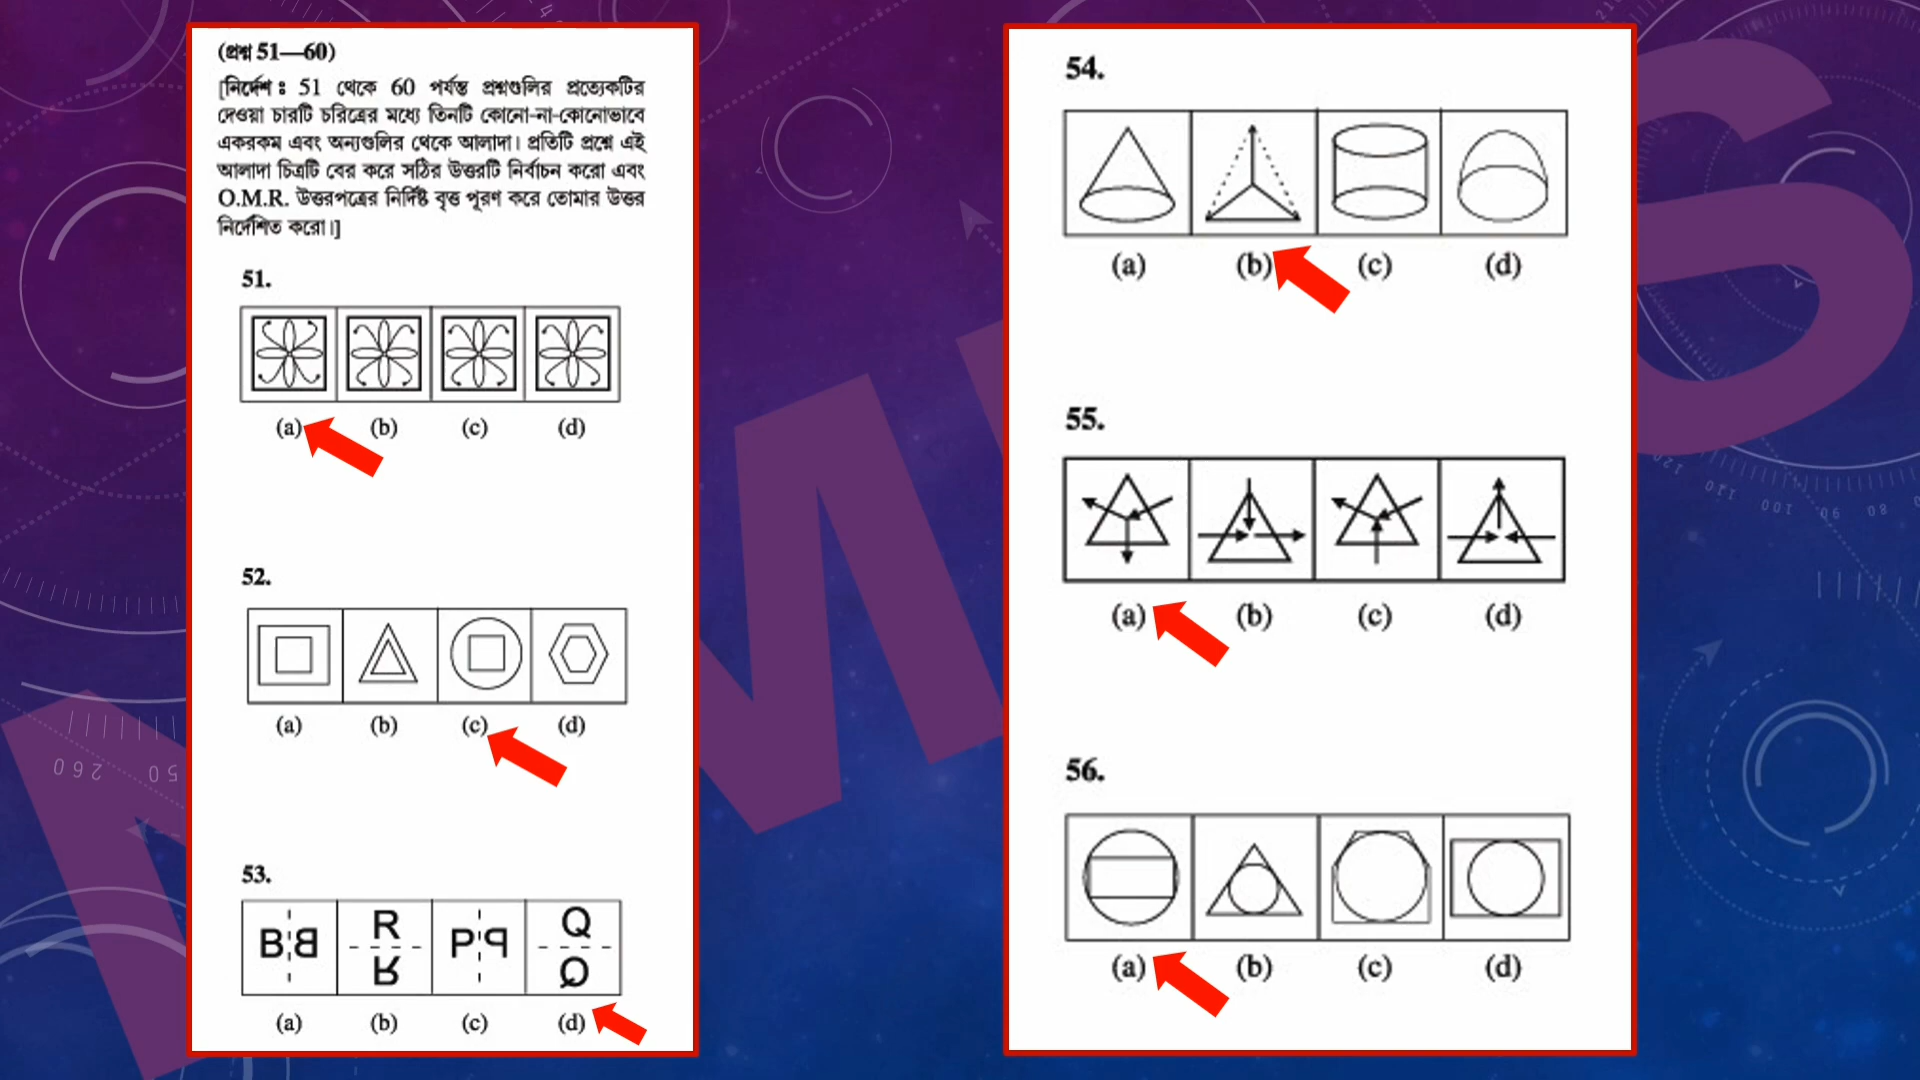 (প্রশ্ন 51—60)
[নির্দেশ ঃ 51 থেকে 60 পর্যন্ত প্রশ্নগুলির প্রত্যেকটির
দেওয়া চারটি চরিত্রের মধ্যে তিনটি কোনো-না-কোনোভাবে
একরকম এবং অন্যগুলির থেকে আলাদা। প্রতিটি প্রশ্নে এই
আলাদা চিত্রটি বের করে সঠির উত্তরটি নির্বাচন করো এবং
O.M.R. উত্তরপত্রের নির্দিষ্ট বৃত্ত পূরণ করে তোমার উত্তর
নির্দেশিত করো।]
51.
(a) (b) (c) (d)
52.
(a) (b) (c) (d)
53.
B B R P P Q
R Q
(a) (b) (c) (d)
54.
(a) (b) (c) (d)
55.
(a) (b) (c) (d)
56.
(a) (b) (c) (d)